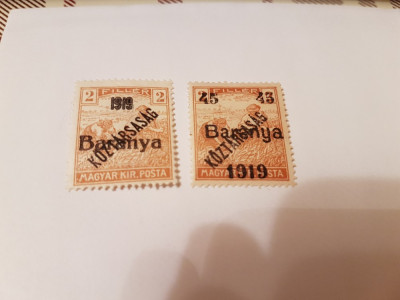 FILLÉR
2 2
1919
Baranya
KÖZTÁRSASÁG
MAGYAR KIR. POSTA
FILLÉR
45 45
Baranya
KÖZTÁRSASÁG
1919
MAGYAR KIR. POSTA